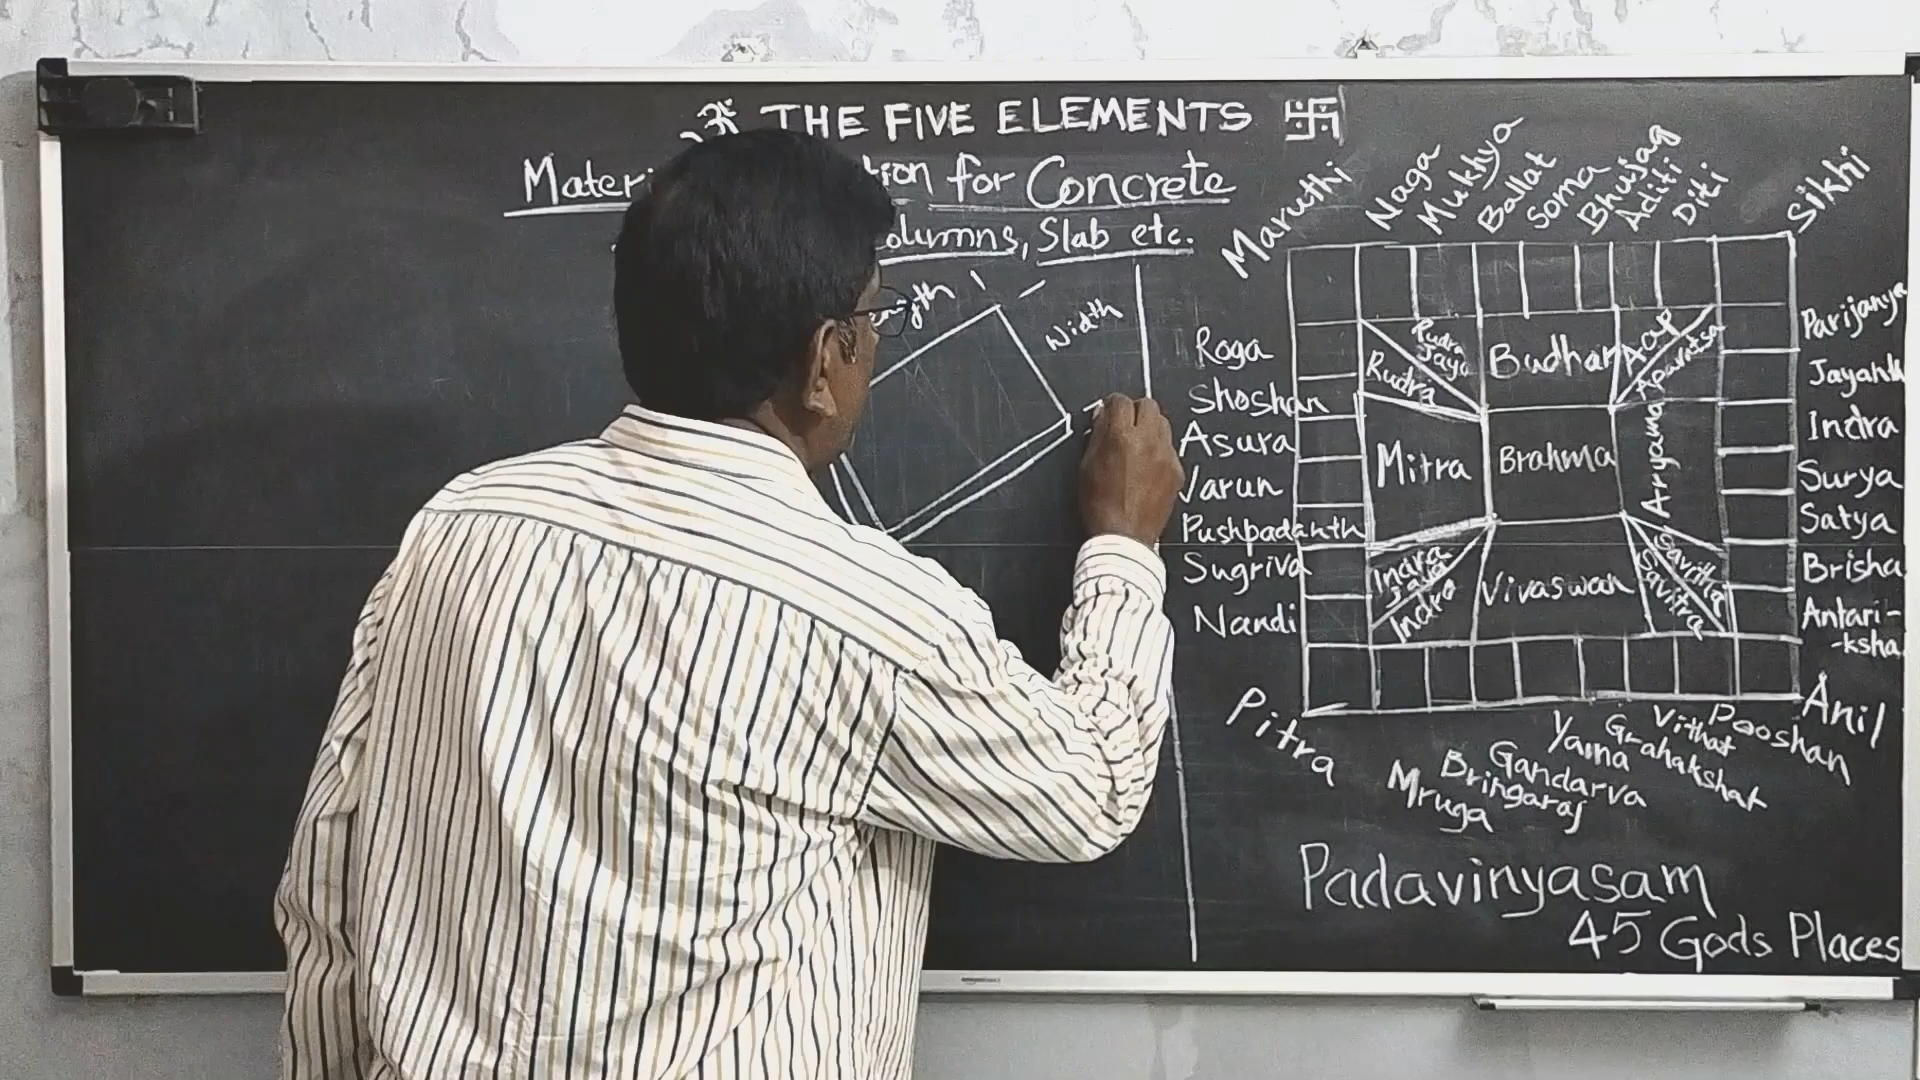 ॐ THE FIVE ELEMENTS 卐
for Concrete
Slab etc.
Width
Maruthi
Naga
Mukhya
Ballat
Soma
Bhujag
Aditi
Diti
Sikhi
Roga
Shoshan
Asura
Varun
Pushpadanth
Sugriva
Nandi
Rudra
Jaya
Rudra
Budhar
Aap
Apavatsa
Mitra
Brahma
Aryama
Indra
Jaya
Indra
Vivaswan
Savitha
Savitra
Parijanya
Indra
Surya
Satya
Brisha
Antari-
-ksha
Anil
Pitra
Mruga
Bringaraj
Gandarva
Yama
Grahakshat
Vithat
Pooshan
Padavinyasam
45 Gods Places